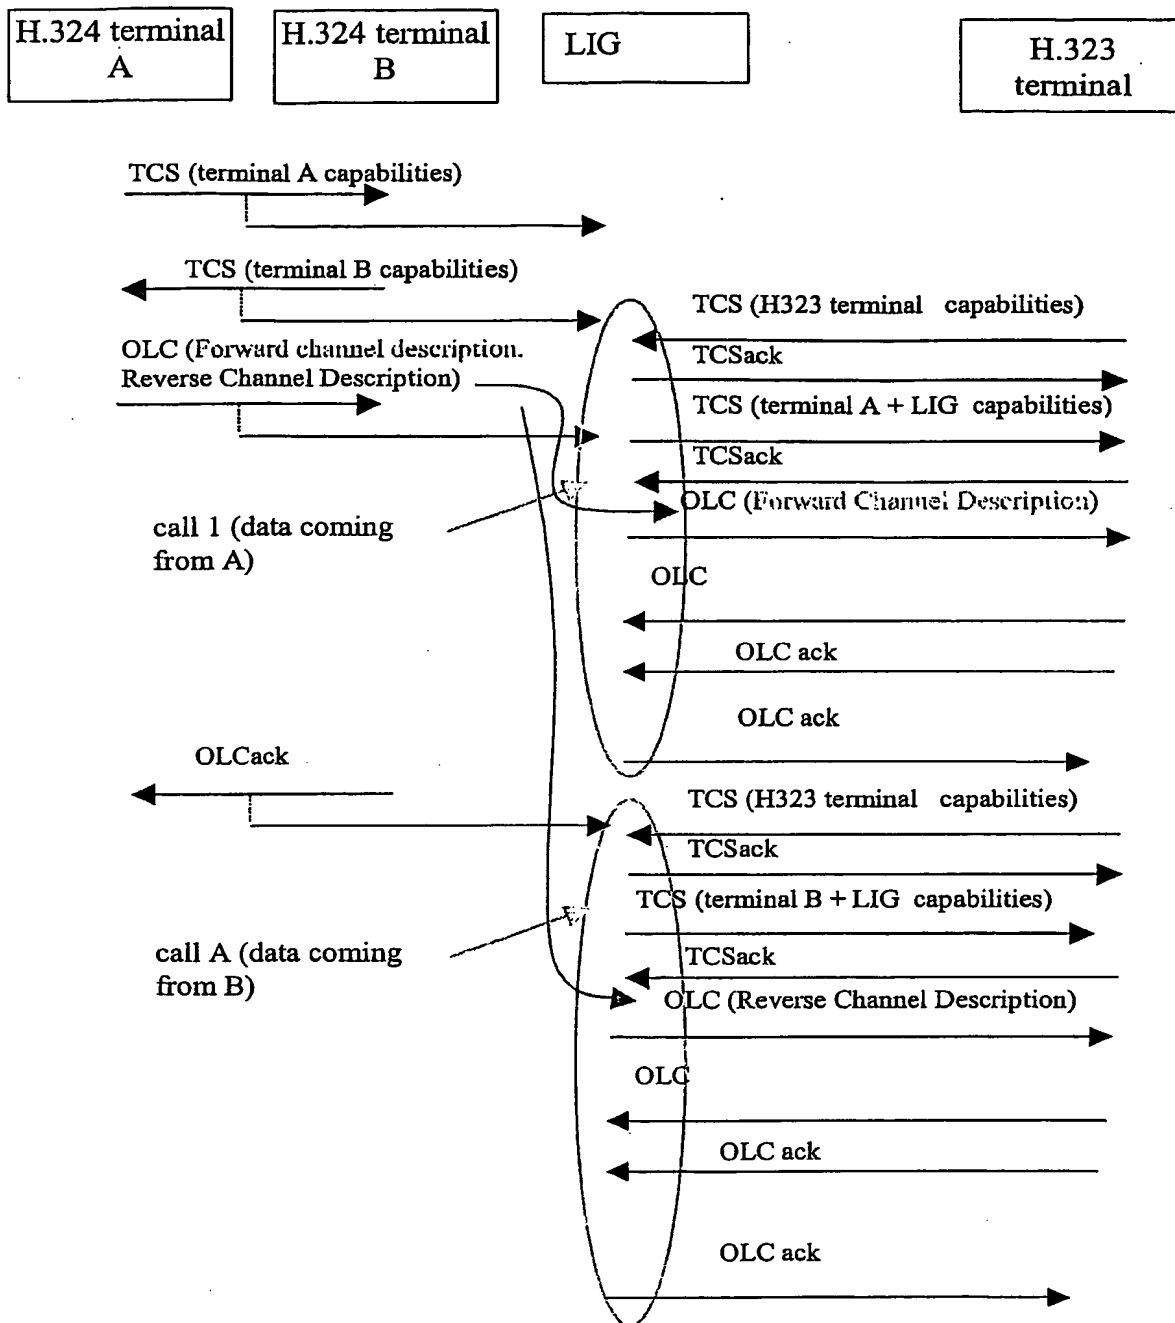 H.324 terminal
A
H.324 terminal
B
LIG
H.323
terminal
TCS (terminal A capabilities)
TCS (terminal B capabilities)
TCS (H323 terminal capabilities)
OLC (Forward channel description.
Reverse Channel Description)
TCSack
TCS (terminal A + LIG capabilities)
TCSack
OLC (Forward Channel Description)
call 1 (data coming
from A)
OLC
OLC ack
OLC ack
OLCack
TCS (H323 terminal capabilities)
TCSack
TCS (terminal B + LIG capabilities)
call A (data coming
from B)
TCSack
OLC (Reverse Channel Description)
OLC
OLC ack
OLC ack